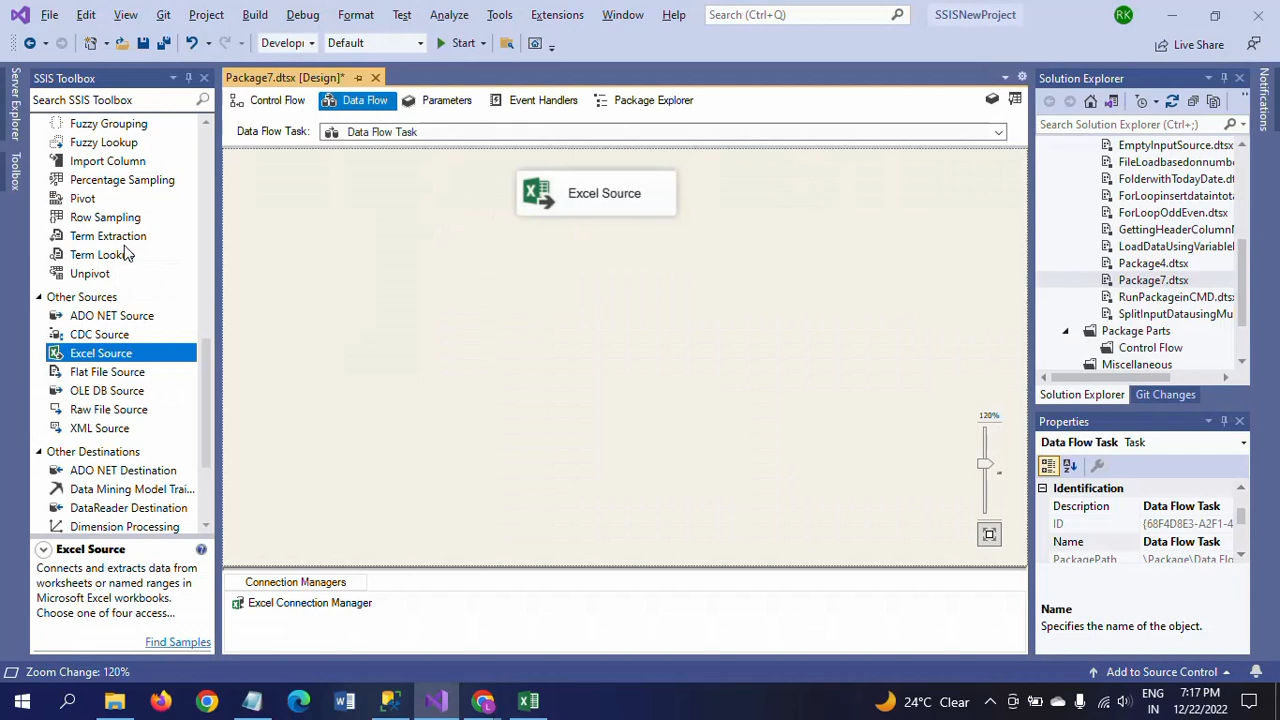 File Edit View Git Project Build Debug Format Test Analyze Tools Extensions Window Help Search (Ctrl+Q) SSISNewProject RK
Developi Default Start Live Share
SSIS Toolbox
Package7.dtsx [Design]*
Solution Explorer
Server Explorer
Toolbox
Notifications
Search SSIS Toolbox
Control Flow Data Flow Parameters Event Handlers Package Explorer
Search Solution Explorer (Ctrl+;)
Data Flow Task: Data Flow Task
Fuzzy Grouping
Fuzzy Lookup
Import Column
Percentage Sampling
Pivot
Row Sampling
Term Extraction
Term Looku
Unpivot
Other Sources
ADO NET Source
CDC Source
Excel Source
Flat File Source
OLE DB Source
Raw File Source
XML Source
Other Destinations
ADO NET Destination
Data Mining Model Trai...
DataReader Destination
Dimension Processing
Excel Source
Connects and extracts data from
worksheets or named ranges in
Microsoft Excel workbooks.
Choose one of four access...
Find Samples
Excel Source
120%
Connection Managers
Excel Connection Manager
EmptyInputSource.dtsx
FileLoadbasedonnumbe
FolderwithTodayDate.d
ForLoopinsertdataintota
ForLoopOddEven.dtsx
GettingHeaderColumnN
LoadDataUsingVariable
Package4.dtsx
Package7.dtsx
RunPackageinCMD.dtsx
SplitInputDatausingMu
Package Parts
Control Flow
Miscellaneous
Solution Explorer Git Changes
Properties
Data Flow Task Task
Identification
Description Data Flow Task
ID {68F4D8E3-A2F1-4
Name Data Flow Task
PackagePath \Package\Data Flo
Name
Specifies the name of the object.
Zoom Change: 120% Add to Source Control
24°C Clear
ENG
IN
7:17 PM
12/22/2022